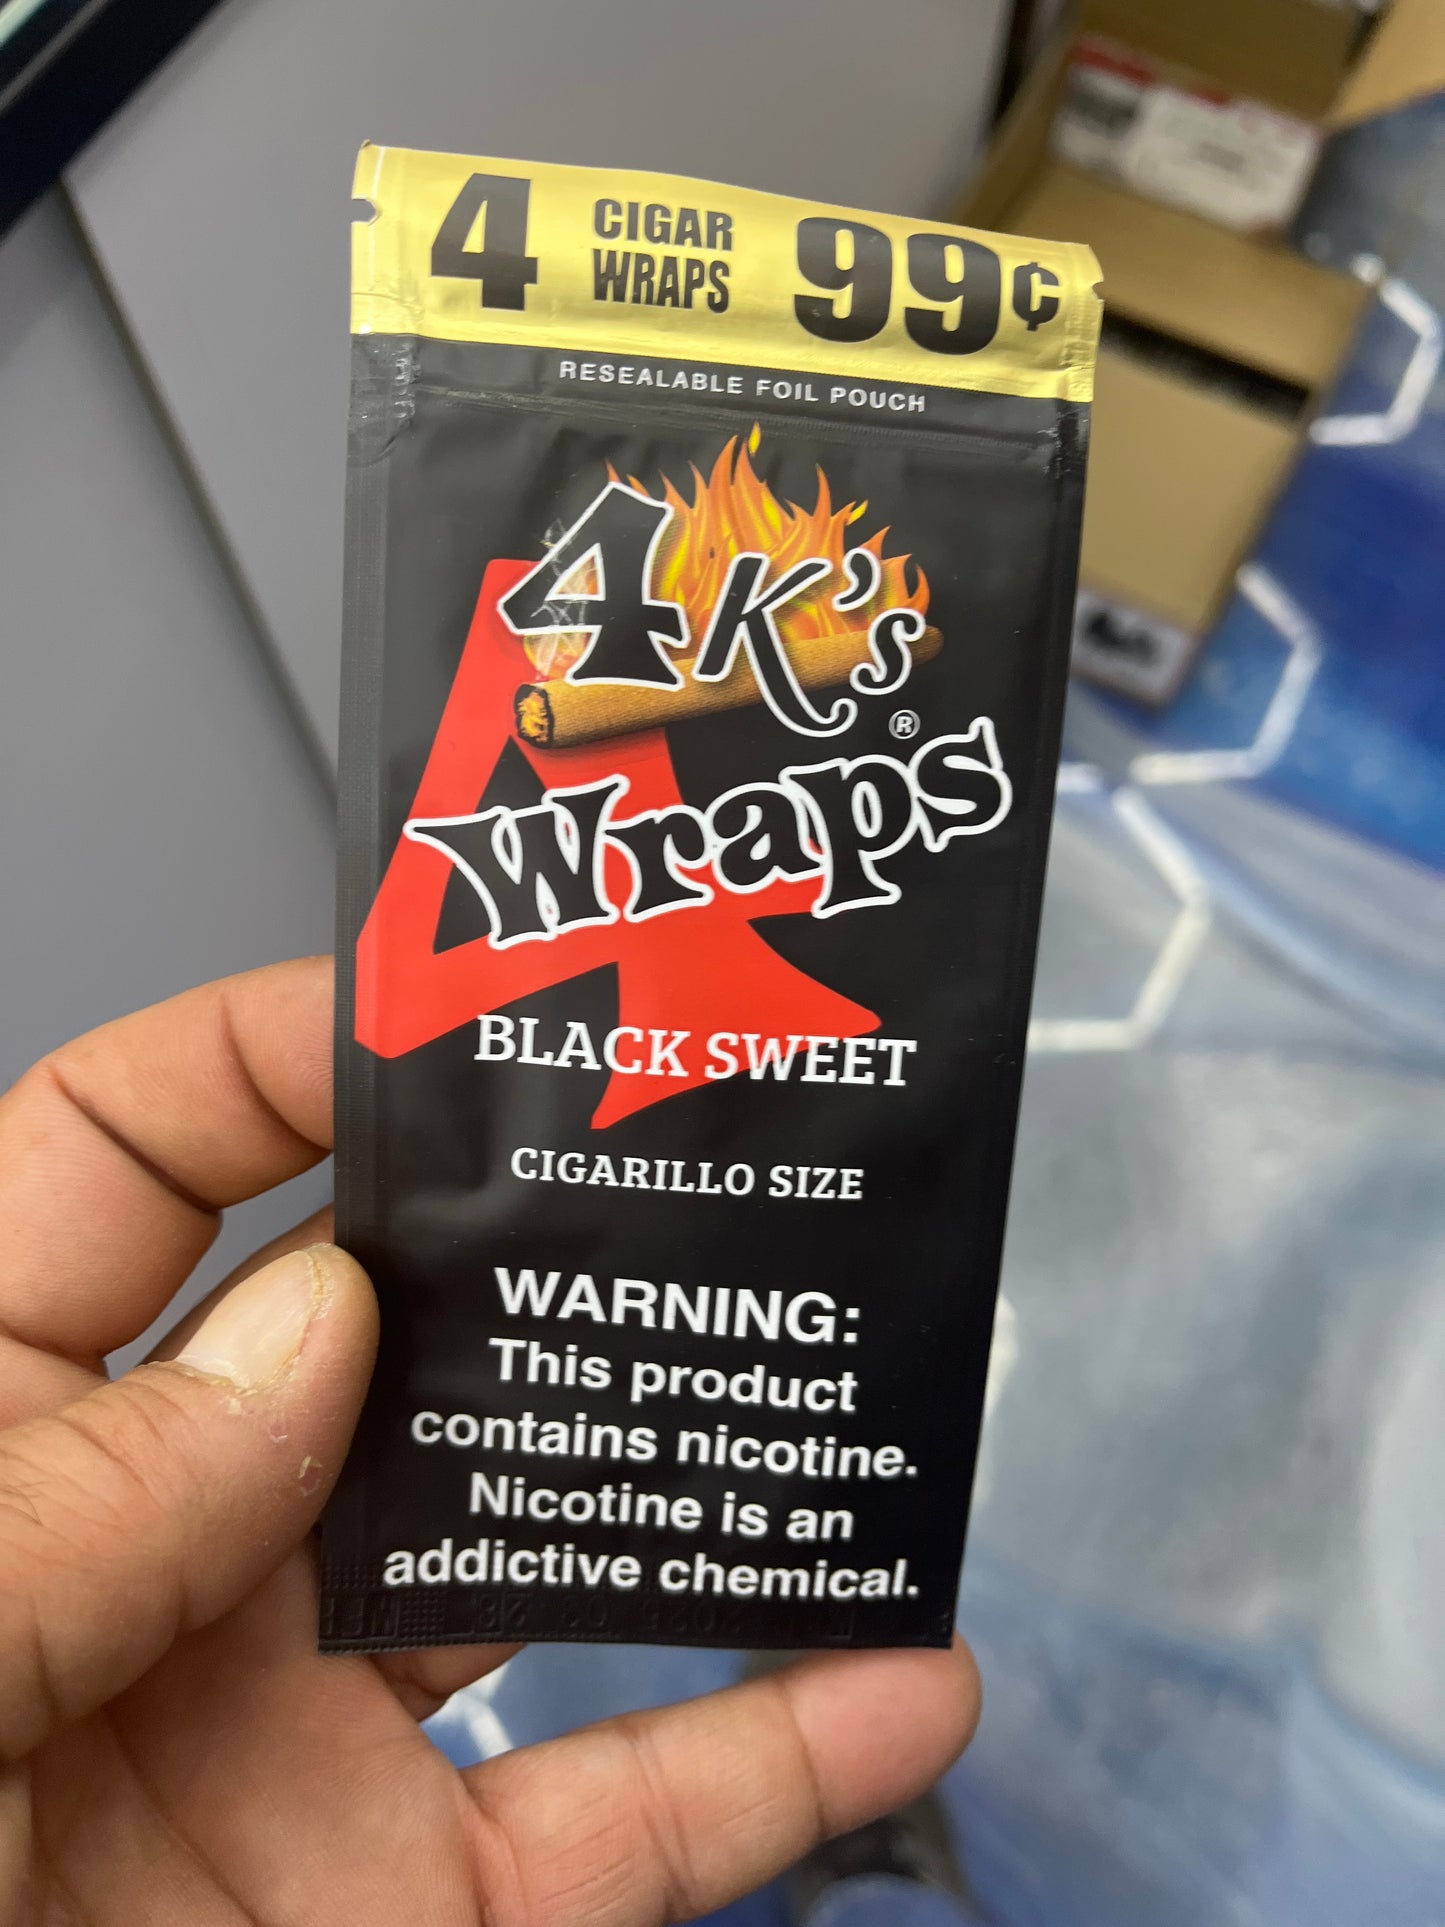 4 CIGAR WRAPS 99¢
RESEALABLE FOIL POUCH
4K's®
Wraps
BLACK SWEET
CIGARILLO SIZE
WARNING:
This product
contains nicotine.
Nicotine is an
addictive chemical.